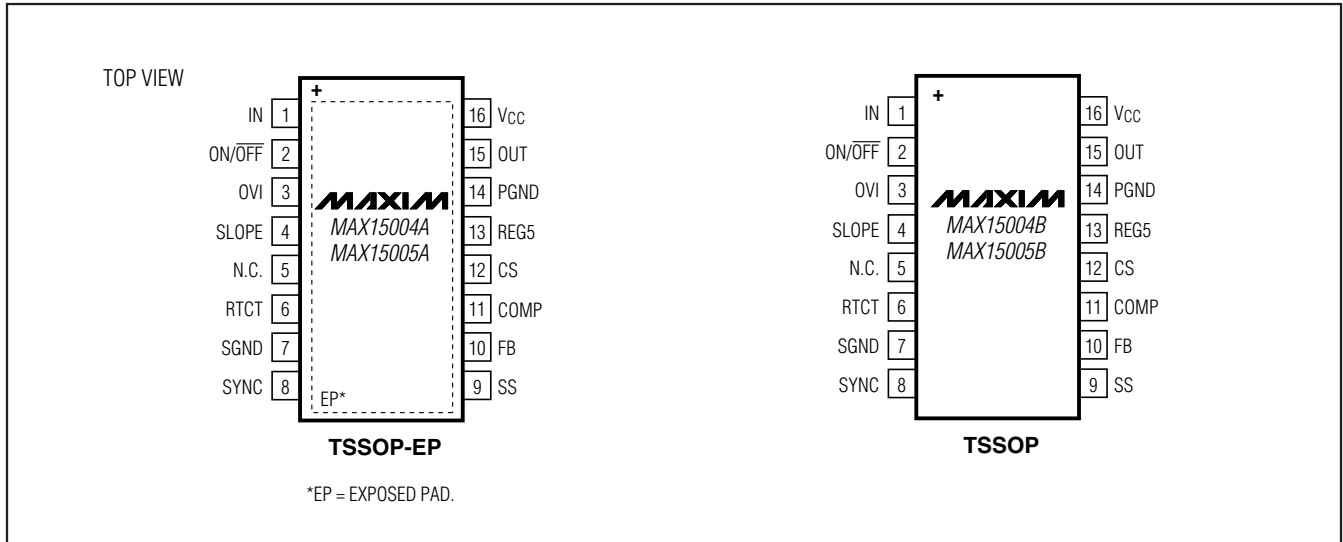 TOP VIEW
+
IN 1
ON/OFF 2
OVI 3
SLOPE 4
N.C. 5
RTCT 6
SGND 7
SYNC 8
16 VCC
15 OUT
14 PGND
13 REG5
12 CS
11 COMP
10 FB
9 SS
MAXIM
MAX15004A
MAX15005A
EP*
TSSOP-EP
*EP = EXPOSED PAD.
+
IN 1
ON/OFF 2
OVI 3
SLOPE 4
N.C. 5
RTCT 6
SGND 7
SYNC 8
16 VCC
15 OUT
14 PGND
13 REG5
12 CS
11 COMP
10 FB
9 SS
MAXIM
MAX15004B
MAX15005B
TSSOP